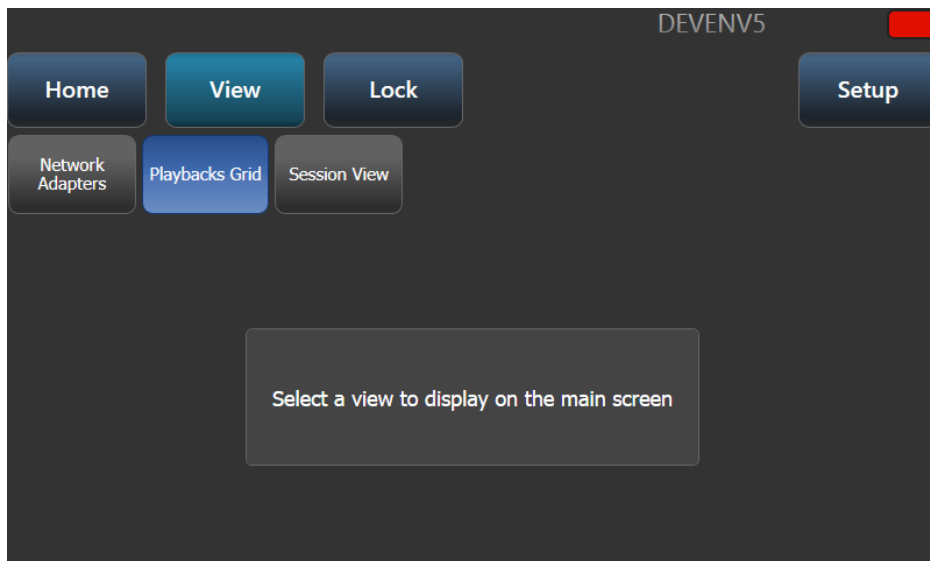 DEVENV5
Home View Lock Setup
Network
Adapters
Playbacks Grid
Session View
Select a view to display on the main screen